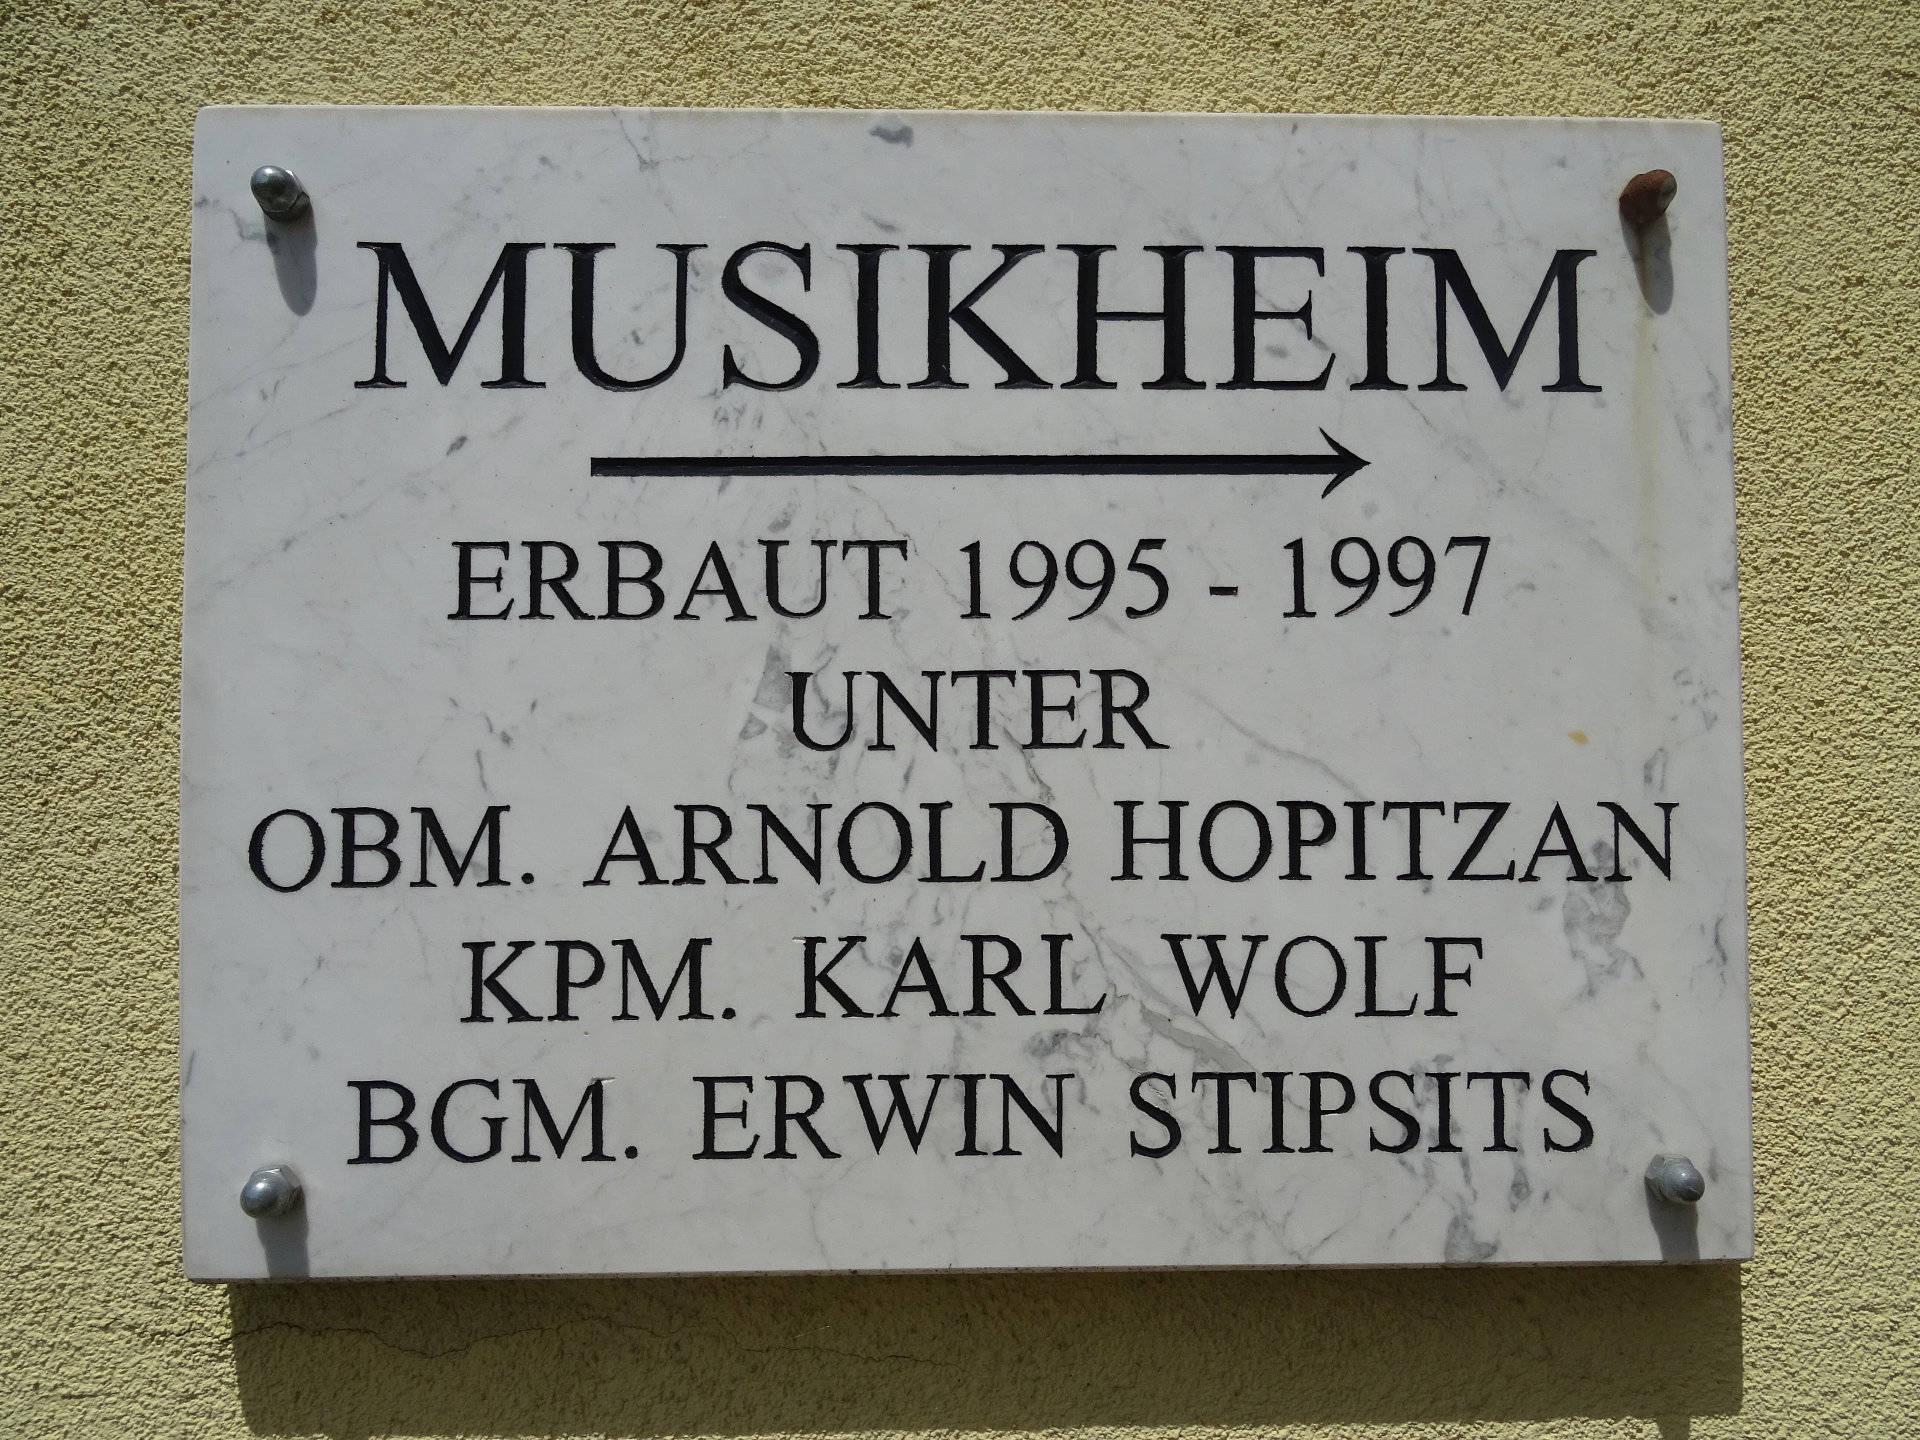 MUSIKHEIM
ERBAUT 1995 - 1997
UNTER
OBM. ARNOLD HOPITZAN
KPM. KARL WOLF
BGM. ERWIN STIPSITS